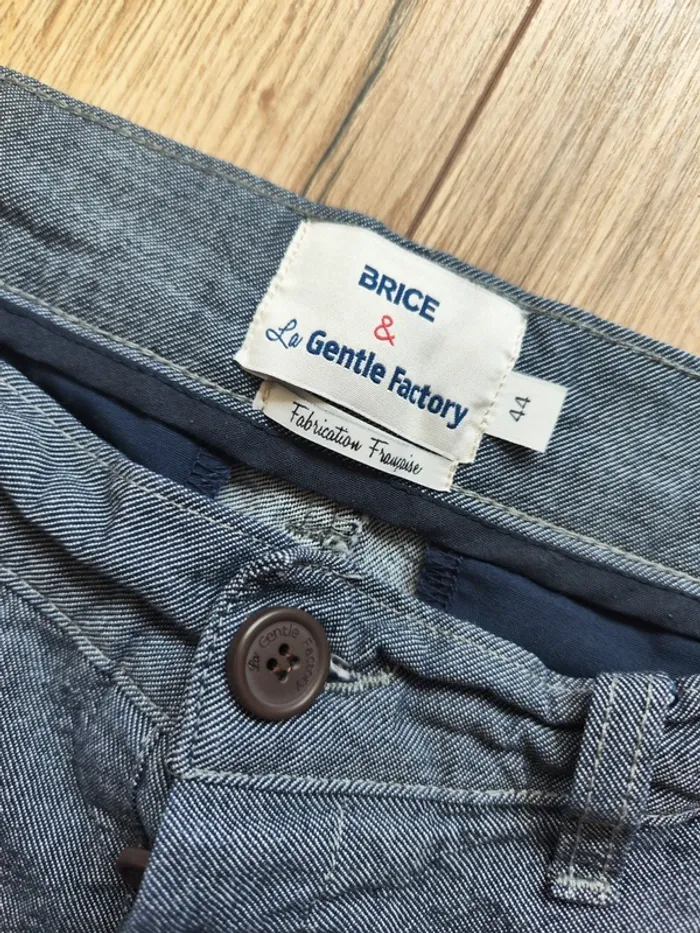 BRICE
&
La Gentle Factory
44
Fabrication Française
La Gentle Factory